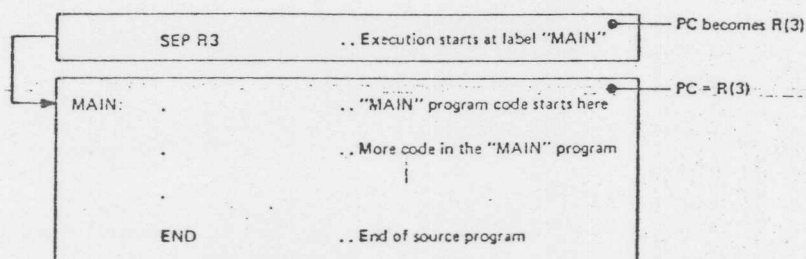 SEP R3 .. Execution starts at label "MAIN" PC becomes R(3)
PC = R(3)
MAIN: . .. "MAIN" program code starts here
. .. More code in the "MAIN" program
.
END .. End of source program